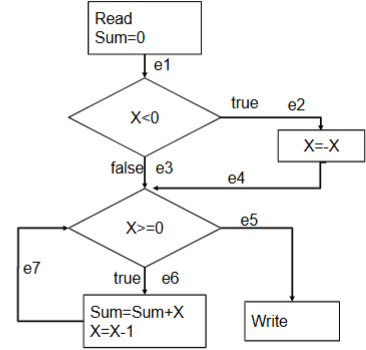 Read
Sum=0
e1
X<0
true
e2
X=-X
false
e3
e4
X>=0
e5
e7
true
e6
Sum=Sum+X
X=X-1
Write